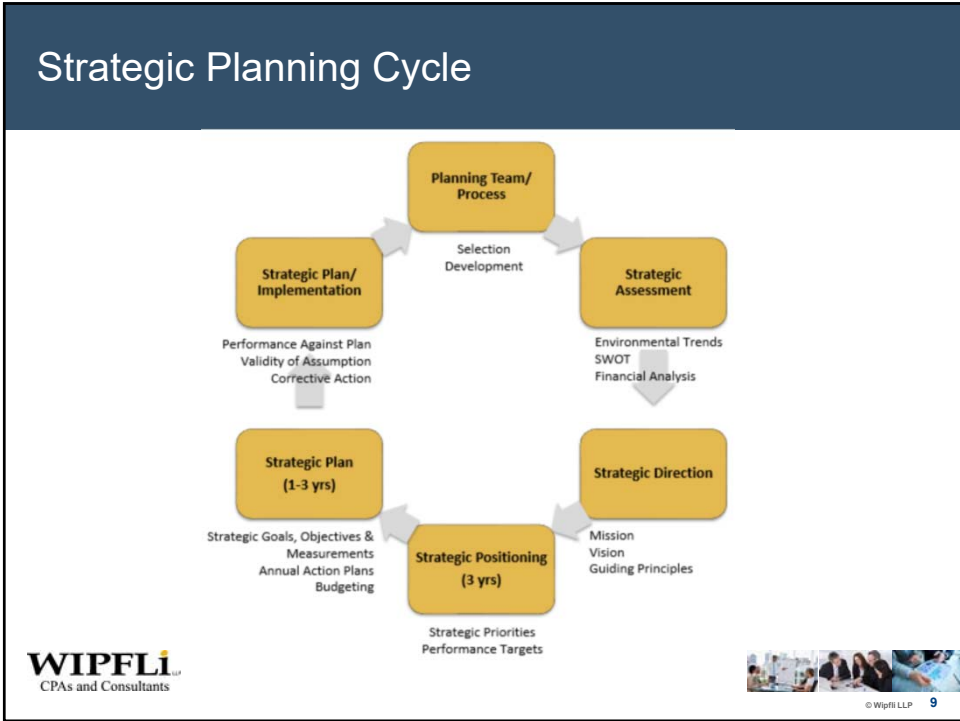 Strategic Planning Cycle
Planning Team/
Process
Selection
Development
Strategic
Assessment
Environmental Trends
SWOT
Financial Analysis
Strategic Direction
Mission
Vision
Guiding Principles
Strategic Positioning
(3 yrs)
Strategic Priorities
Performance Targets
Strategic Plan
(1-3 yrs)
Strategic Goals, Objectives &
Measurements
Annual Action Plans
Budgeting
Strategic Plan/
Implementation
Performance Against Plan
Validity of Assumption
Corrective Action
WIPFLi LLP
CPAs and Consultants
© Wipfli LLP 9